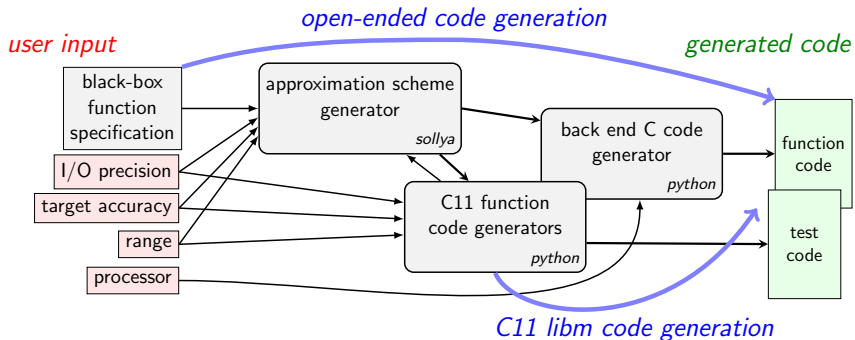 open-ended code generation
user input
generated code
black-box
function
specification
approximation scheme
generator
sollya
back end C code
generator
python
function
code
I/O precision
target accuracy
range
processor
C11 function
code generators
python
test
code
C11 libm code generation